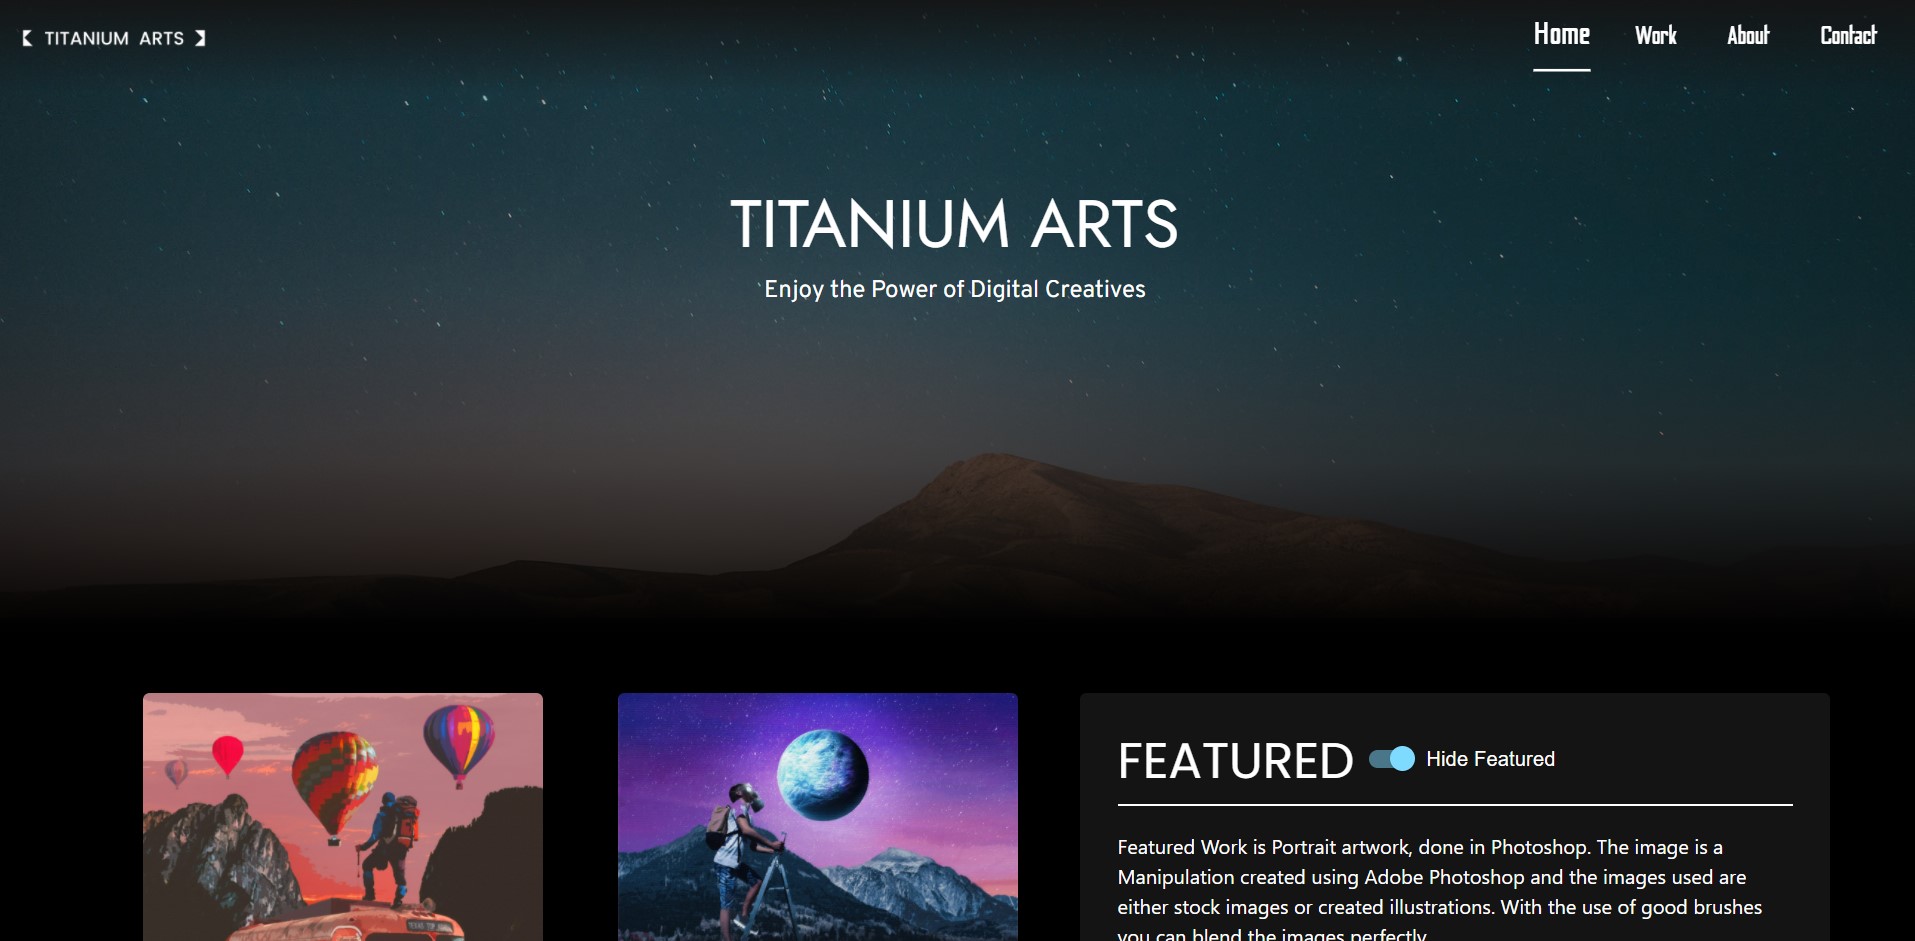 TITANIUM ARTS
Home Work About Contact
TITANIUM ARTS
Enjoy the Power of Digital Creatives
FEATURED Hide Featured
Featured Work is Portrait artwork, done in Photoshop. The image is a
Manipulation created using Adobe Photoshop and the images used are
either stock images or created illustrations. With the use of good brushes
you can blend the images perfectly.